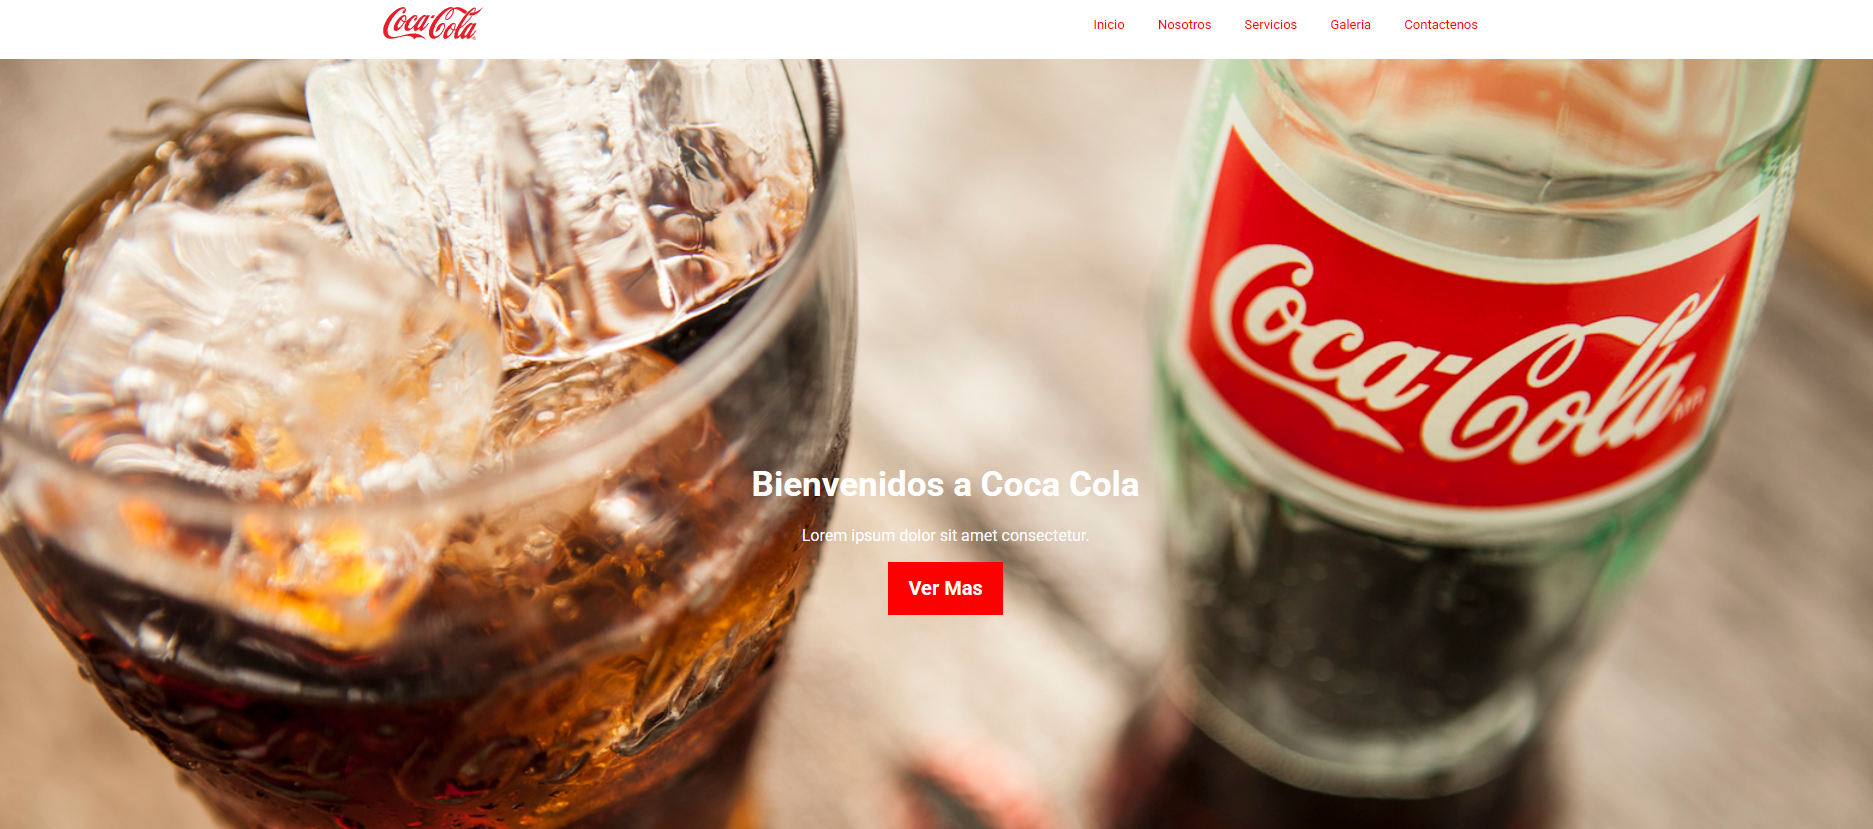 Coca-Cola
Inicio Nosotros Servicios Galeria Contactenos
Coca-Cola
MR
Bienvenidos a Coca Cola
Lorem ipsum dolor sit amet consectetur.
Ver Mas